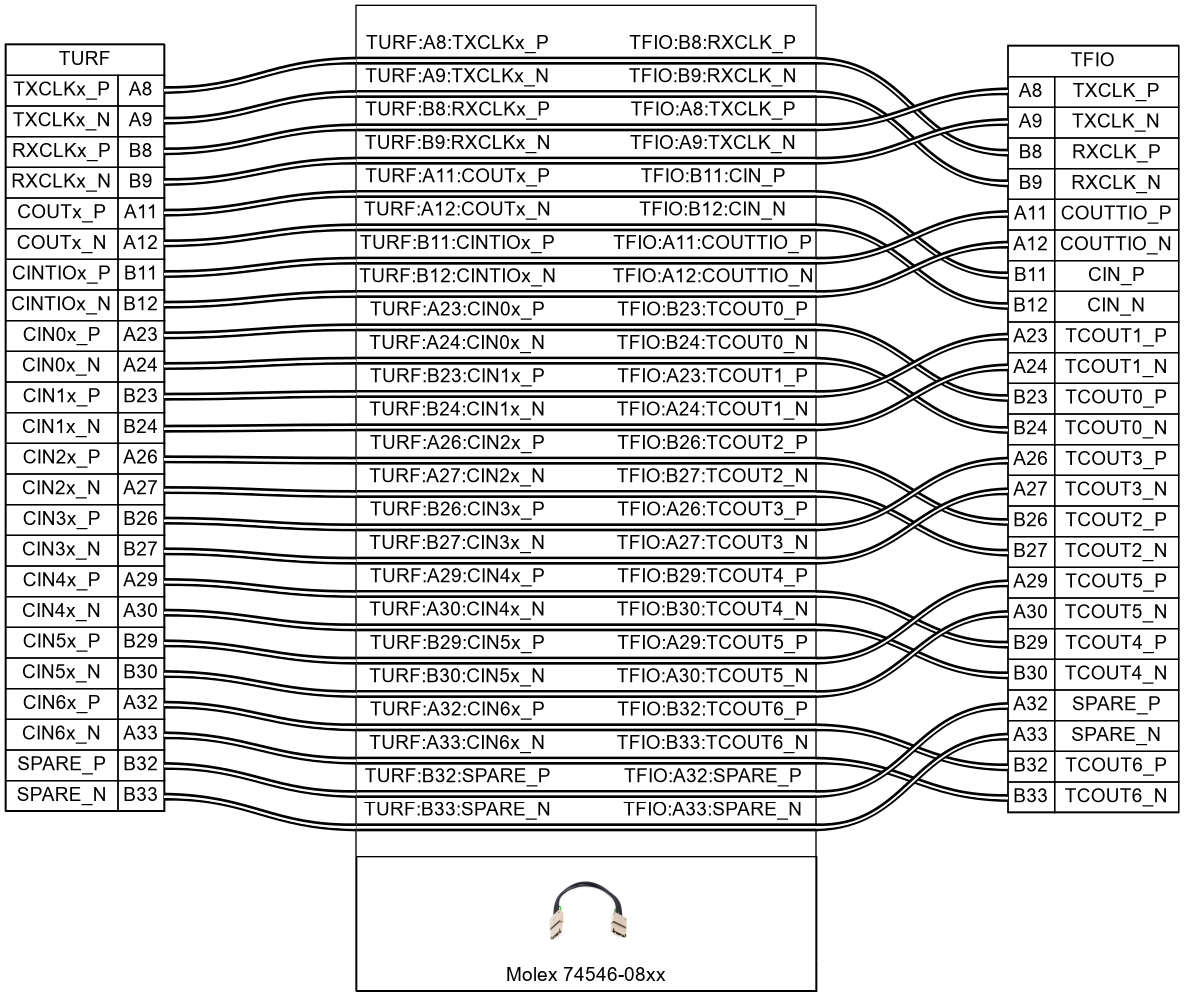 TURF
TXCLKx_P A8
TXCLKx_N A9
RXCLKx_P B8
RXCLKx_N B9
COUTx_P A11
COUTx_N A12
CINTIOx_P B11
CINTIOx_N B12
CIN0x_P A23
CIN0x_N A24
CIN1x_P B23
CIN1x_N B24
CIN2x_P A26
CIN2x_N A27
CIN3x_P B26
CIN3x_N B27
CIN4x_P A29
CIN4x_N A30
CIN5x_P B29
CIN5x_N B30
CIN6x_P A32
CIN6x_N A33
SPARE_P B32
SPARE_N B33
TURF:A8:TXCLKx_P TFIO:B8:RXCLK_P
TURF:A9:TXCLKx_N TFIO:B9:RXCLK_N
TURF:B8:RXCLKx_P TFIO:A8:TXCLK_P
TURF:B9:RXCLKx_N TFIO:A9:TXCLK_N
TURF:A11:COUTx_P TFIO:B11:CIN_P
TURF:A12:COUTx_N TFIO:B12:CIN_N
TURF:B11:CINTIOx_P TFIO:A11:COUTTIO_P
TURF:B12:CINTIOx_N TFIO:A12:COUTTIO_N
TURF:A23:CIN0x_P TFIO:B23:TCOUT0_P
TURF:A24:CIN0x_N TFIO:B24:TCOUT0_N
TURF:B23:CIN1x_P TFIO:A23:TCOUT1_P
TURF:B24:CIN1x_N TFIO:A24:TCOUT1_N
TURF:A26:CIN2x_P TFIO:B26:TCOUT2_P
TURF:A27:CIN2x_N TFIO:B27:TCOUT2_N
TURF:B26:CIN3x_P TFIO:A26:TCOUT3_P
TURF:B27:CIN3x_N TFIO:A27:TCOUT3_N
TURF:A29:CIN4x_P TFIO:B29:TCOUT4_P
TURF:A30:CIN4x_N TFIO:B30:TCOUT4_N
TURF:B29:CIN5x_P TFIO:A29:TCOUT5_P
TURF:B30:CIN5x_N TFIO:A30:TCOUT5_N
TURF:A32:CIN6x_P TFIO:B32:TCOUT6_P
TURF:A33:CIN6x_N TFIO:B33:TCOUT6_N
TURF:B32:SPARE_P TFIO:A32:SPARE_P
TURF:B33:SPARE_N TFIO:A33:SPARE_N
Molex 74546-08xx
TFIO
A8 TXCLK_P
A9 TXCLK_N
B8 RXCLK_P
B9 RXCLK_N
A11 COUTTIO_P
A12 COUTTIO_N
B11 CIN_P
B12 CIN_N
A23 TCOUT1_P
A24 TCOUT1_N
B23 TCOUT0_P
B24 TCOUT0_N
A26 TCOUT3_P
A27 TCOUT3_N
B26 TCOUT2_P
B27 TCOUT2_N
A29 TCOUT5_P
A30 TCOUT5_N
B29 TCOUT4_P
B30 TCOUT4_N
A32 SPARE_P
A33 SPARE_N
B32 TCOUT6_P
B33 TCOUT6_N